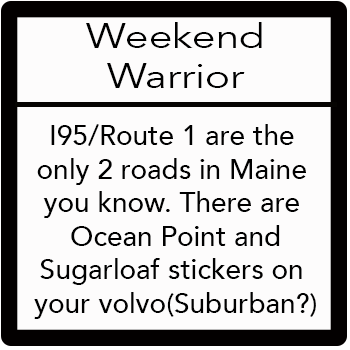 Weekend
Warrior
I95/Route 1 are the
only 2 roads in Maine
you know. There are
Ocean Point and
Sugarloaf stickers on
your volvo(Suburban?)